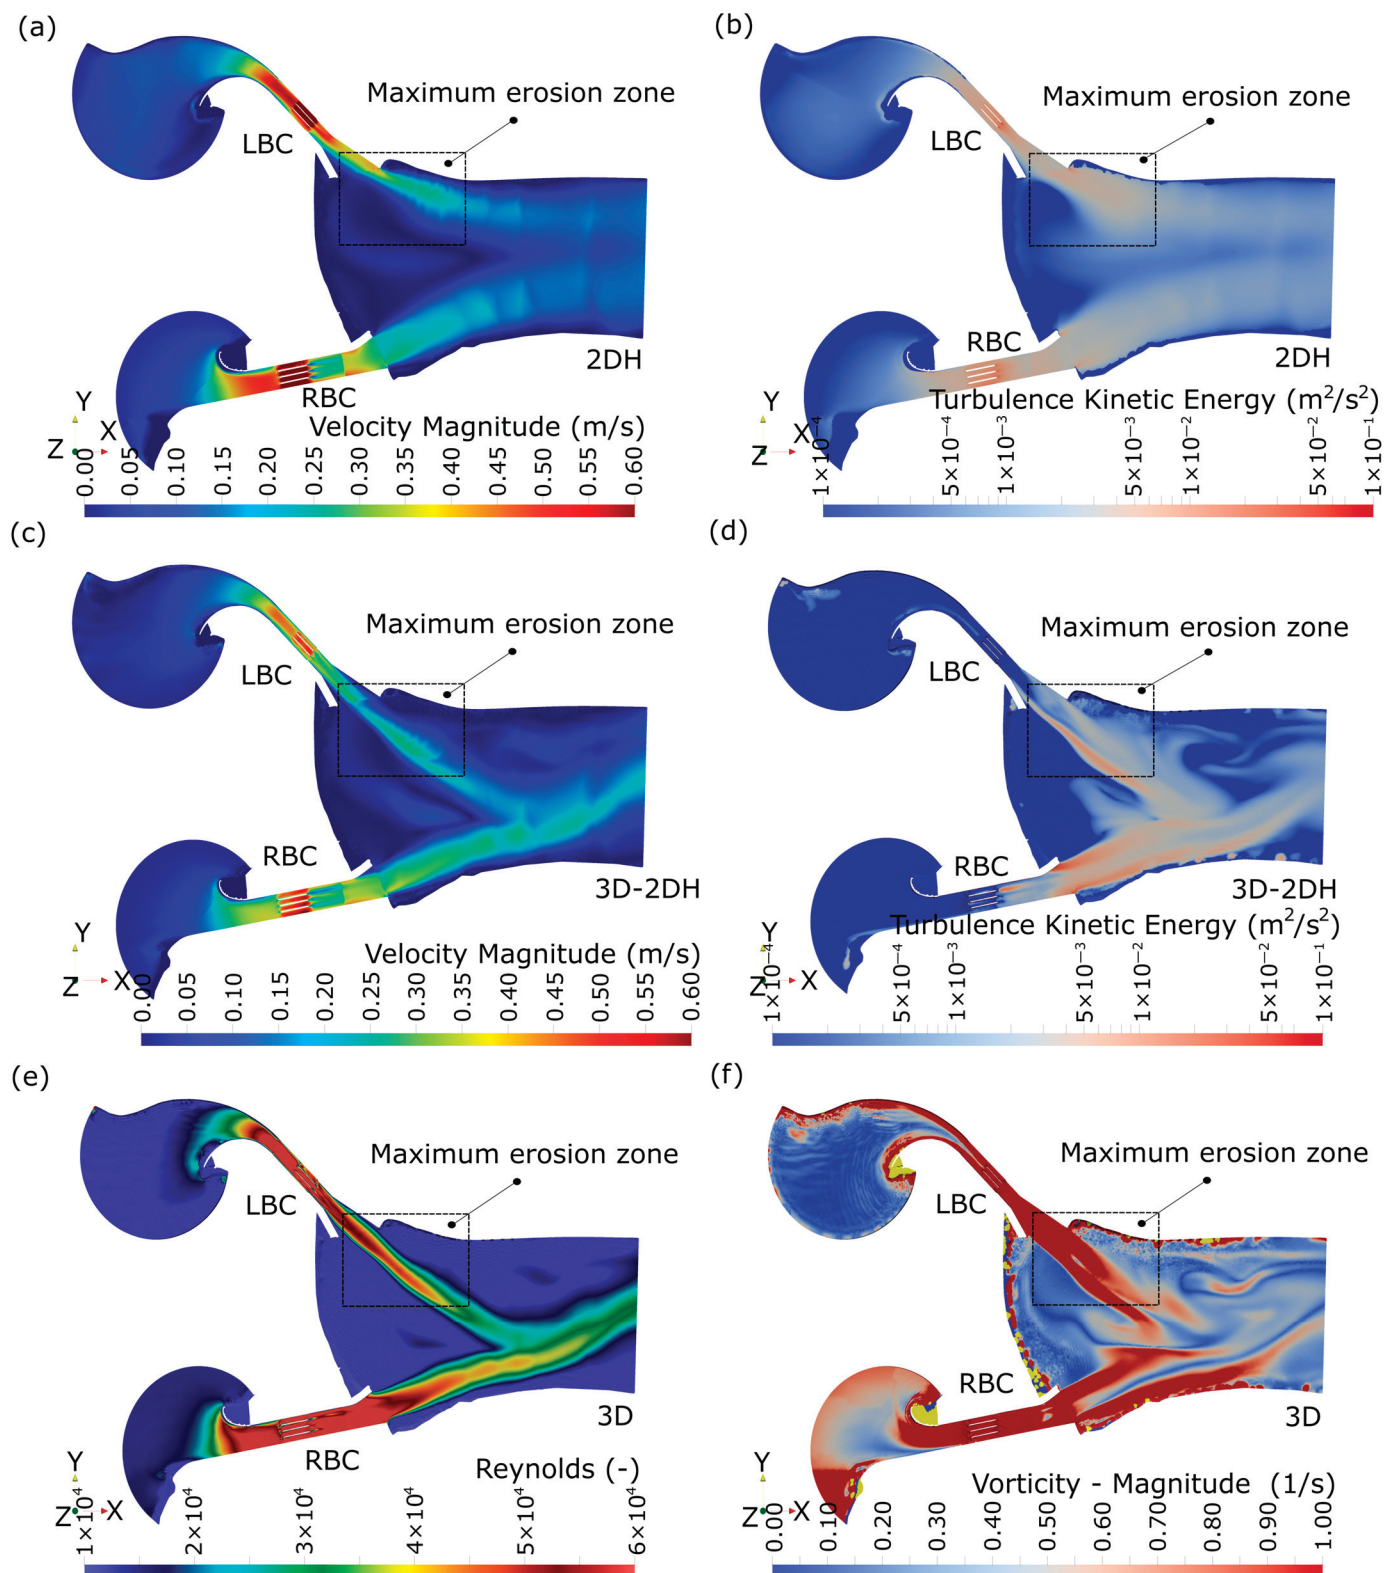 (a)
Maximum erosion zone
LBC
RBC
2DH
Y
X
Z
Velocity Magnitude (m/s)
0.00 0.05 0.10 0.15 0.20 0.25 0.30 0.35 0.40 0.45 0.50 0.55 0.60
(b)
Maximum erosion zone
LBC
RBC
2DH
Y
X
Z
Turbulence Kinetic Energy (m²/s²)
1×10⁻⁴ 5×10⁻⁴ 1×10⁻³ 5×10⁻³ 1×10⁻² 5×10⁻² 1×10⁻¹
(c)
Maximum erosion zone
LBC
RBC
3D-2DH
Y
Z
X
Velocity Magnitude (m/s)
0.00 0.05 0.10 0.15 0.20 0.25 0.30 0.35 0.40 0.45 0.50 0.55 0.60
(d)
Maximum erosion zone
LBC
RBC
3D-2DH
Y
Z
X
Turbulence Kinetic Energy (m²/s²)
1×10⁻⁴ 5×10⁻⁴ 1×10⁻³ 5×10⁻³ 1×10⁻² 5×10⁻² 1×10⁻¹
(e)
Maximum erosion zone
LBC
3D
RBC
Y
Z
X
Reynolds (-)
1×10⁴ 2×10⁴ 3×10⁴ 4×10⁴ 5×10⁴ 6×10⁴
(f)
Maximum erosion zone
LBC
RBC
3D
Y
Z
X
Vorticity - Magnitude (1/s)
0.00 0.10 0.20 0.30 0.40 0.50 0.60 0.70 0.80 0.90 1.00